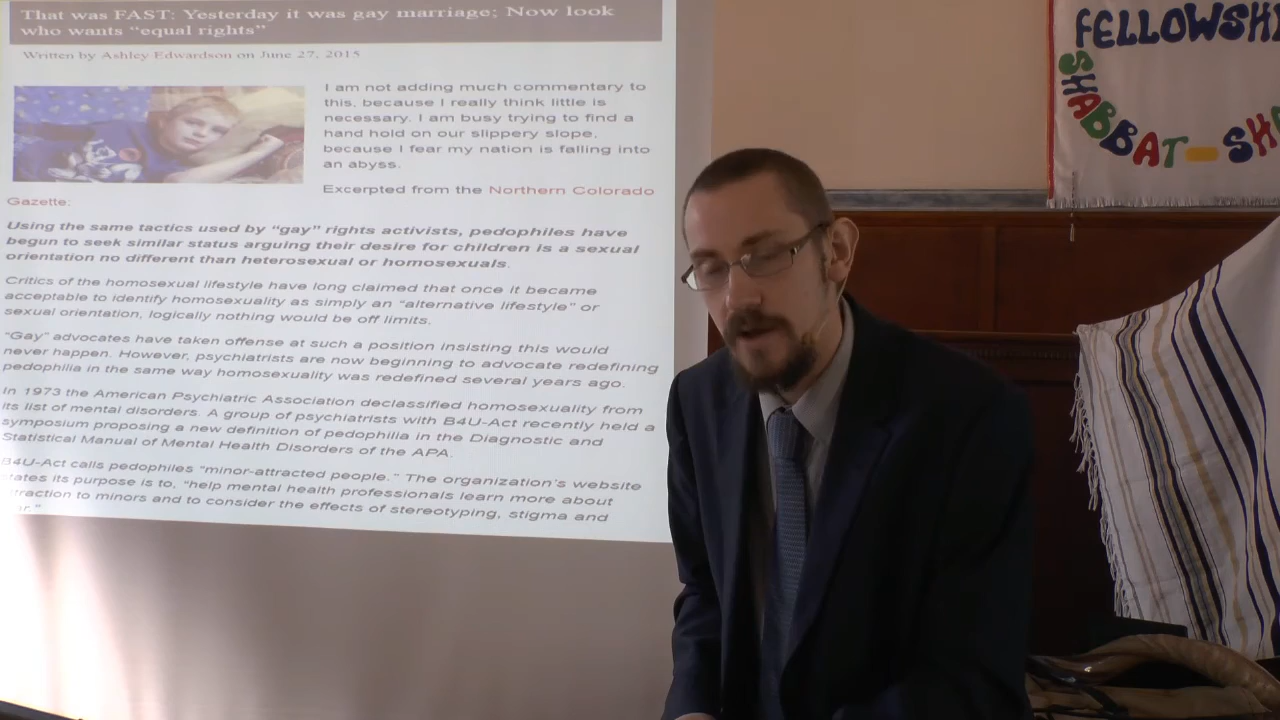 That was FAST: Yesterday it was gay marriage; Now look
who wants “equal rights”
Written by Ashley Edwardson on June 27, 2015
I am not adding much commentary to
this, because I really think little is
necessary. I am busy trying to find a
hand hold on our slippery slope,
because I fear my nation is falling into
an abyss.
Excerpted from the Northern Colorado
Gazette:
Using the same tactics used by “gay” rights activists, pedophiles have
begun to seek similar status arguing their desire for children is a sexual
orientation no different than heterosexual or homosexuals.
Critics of the homosexual lifestyle have long claimed that once it became
acceptable to identify homosexuality as simply an “alternative lifestyle” or
sexual orientation, logically nothing would be off limits.
“Gay” advocates have taken offense at such a position insisting this would
never happen. However, psychiatrists are now beginning to advocate redefining
pedophilia in the same way homosexuality was redefined several years ago.
In 1973 the American Psychiatric Association declassified homosexuality from
its list of mental disorders. A group of psychiatrists with B4U-Act recently held a
symposium proposing a new definition of pedophilia in the Diagnostic and
Statistical Manual of Mental Health Disorders of the APA.
B4U-Act calls pedophiles “minor-attracted people.” The organization’s website
states its purpose is to, “help mental health professionals learn more about
attraction to minors and to consider the effects of stereotyping, stigma and
FELLOWSHI
SHABBAT-SH